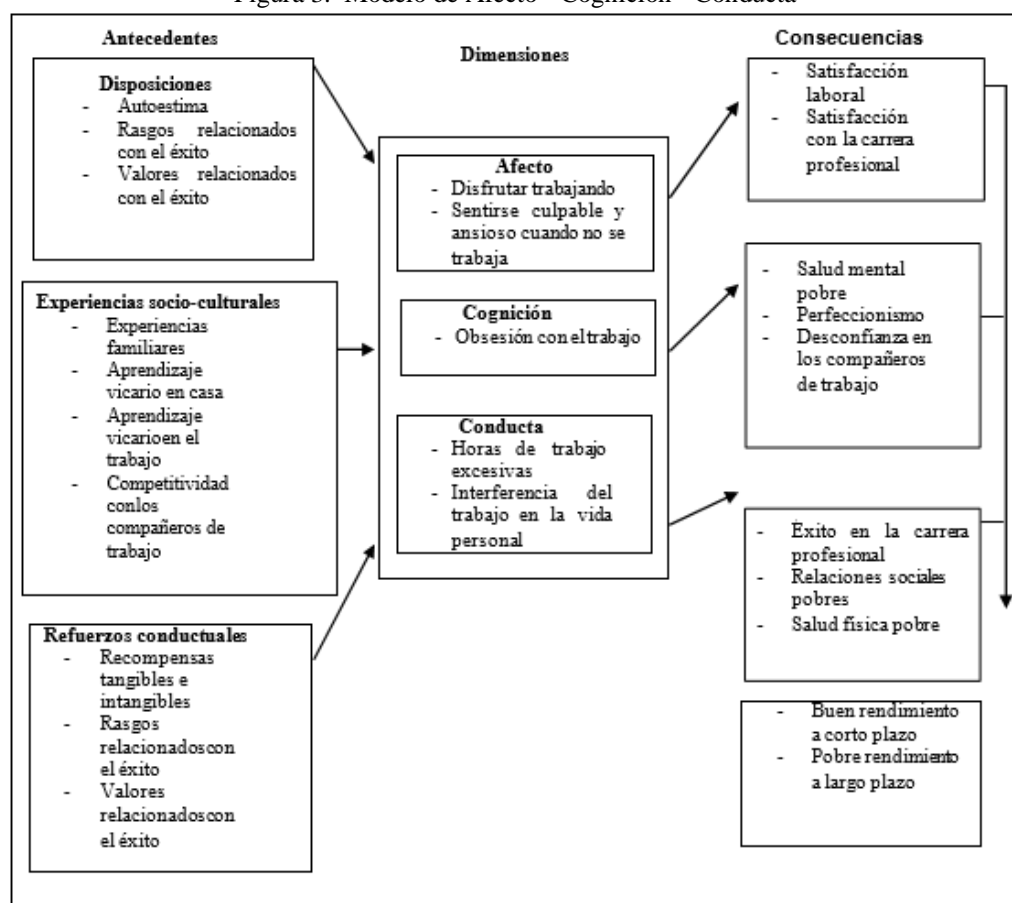 Figura 3. Modelo de Afecto - Cognición - Conducta
Antecedentes
Disposiciones
- Autoestima
- Rasgos relacionados
con el éxito
- Valores relacionados
con el éxito
Experiencias socio-culturales
- Experiencias
familiares
- Aprendizaje
vicario en casa
- Aprendizaje
vicarioen el
trabajo
- Competitividad
conlos
compañeros de
trabajo
Refuerzos conductuales
- Recompensas
tangibles e
intangibles
- Rasgos
relacionadoscon
el éxito
- Valores
relacionadoscon
el éxito
Dimensiones
Afecto
- Disfrutar trabajando
- Sentirse culpable y
ansioso cuando no se
trabaja
Cognición
- Obsesión con el trabajo
Conducta
- Horas de trabajo
excesivas
- Interferencia del
trabajo en la vida
personal
Consecuencias
- Satisfacción
laboral
- Satisfacción
con la carrera
profesional
- Salud mental
pobre
- Perfeccionismo
- Desconfíanza en
los compañeros
de trabajo
- Éxito en la carrera
profesional
- Relaciones sociales
pobres
- Salud física pobre
- Buen rendimiento
a corto plazo
- Pobre rendimiento
a largo plazo